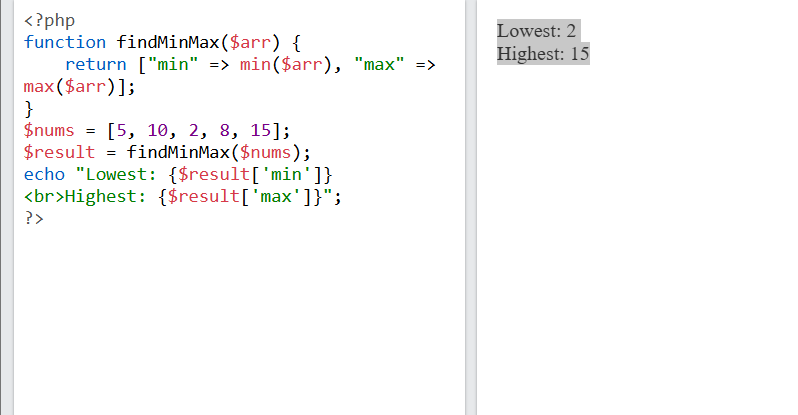 <?php
function findMinMax($arr) {
    return ["min" => min($arr), "max" =>
max($arr)];
}
$nums = [5, 10, 2, 8, 15];
$result = findMinMax($nums);
echo "Lowest: {$result['min']}
<br>Highest: {$result['max']}";
?>
Lowest: 2
Highest: 15